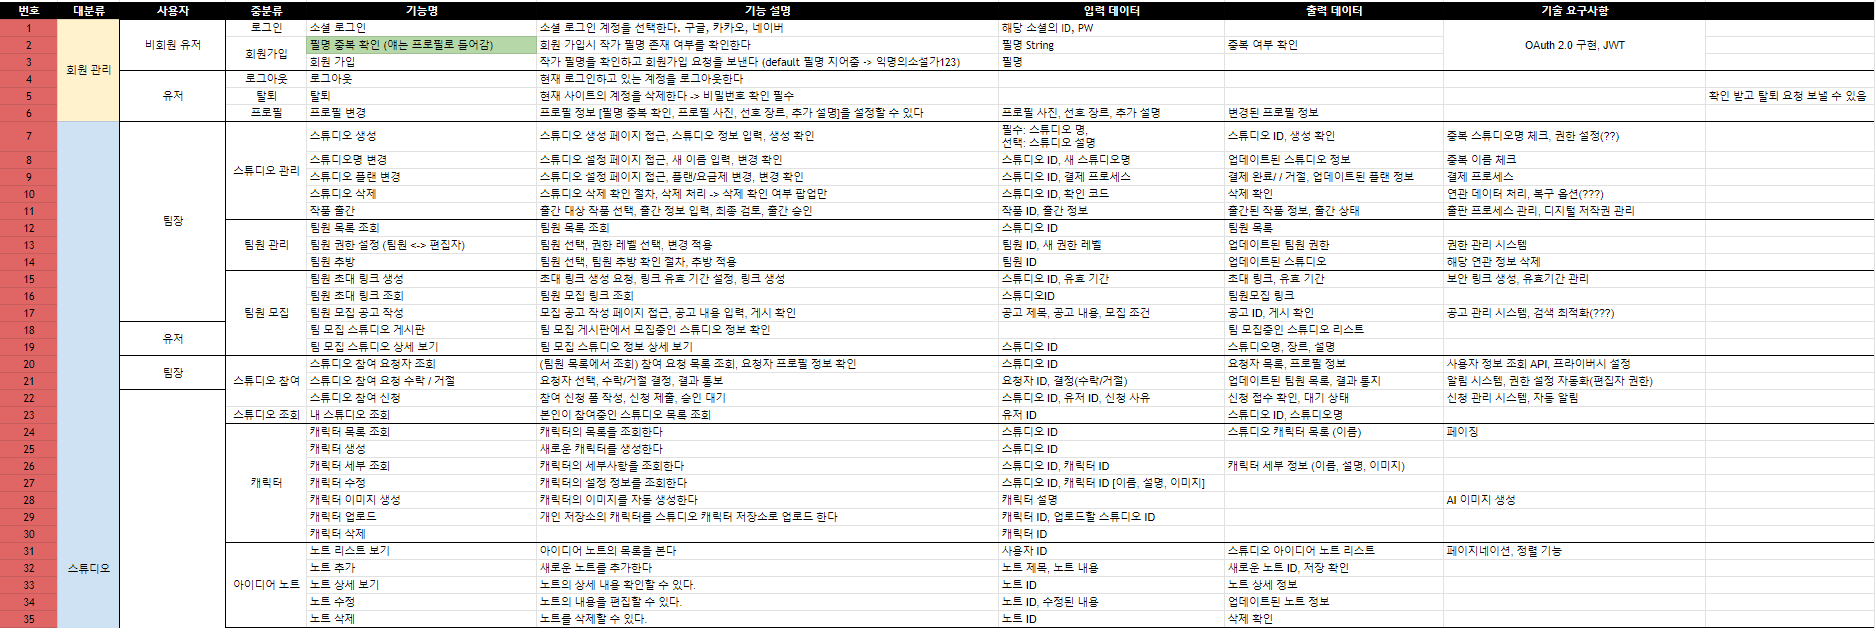 번호 대분류 사용자 중분류 기능명 기능 설명 입력 데이터 출력 데이터 기술 요구사항
1 회원 관리 비회원 유저 로그인 소셜 로그인 소셜 로그인 계정을 선택한다. 구글, 카카오, 네이버 해당 소셜의 ID, PW OAuth 2.0 구현, JWT
2 회원가입 필명 중복 확인 (얘는 프로필로 들어감) 회원 가입시 작가 필명 존재 여부를 확인한다 필명 String 중복 여부 확인
3 회원 가입 작가 필명을 확인하고 회원가입 요청을 보낸다 (default 필명 지어줌 -> 익명의소설가123) 필명
4 유저 로그아웃 로그아웃 현재 로그인하고 있는 계정을 로그아웃한다
5 탈퇴 탈퇴 현재 사이트의 계정을 삭제한다 -> 비밀번호 확인 필수 확인 받고 탈퇴 요청 보낼 수 있음
6 프로필 프로필 변경 프로필 정보 [필명 중복 확인, 프로필 사진, 선호 장르, 추가 설명]을 설정할 수 있다 프로필 사진, 선호 장르, 추가 설명 변경된 프로필 정보
7 스튜디오 팀장 스튜디오 관리 스튜디오 생성 스튜디오 생성 페이지 접근, 스튜디오 정보 입력, 생성 확인 필수: 스튜디오 명, 스튜디오 ID, 생성 확인 중복 스튜디오명 체크, 권한 설정(??)
선택: 스튜디오 설명
8 스튜디오명 변경 스튜디오 설정 페이지 접근, 새 이름 입력, 변경 확인 스튜디오 ID, 새 스튜디오명 업데이트된 스튜디오 정보 중복 이름 체크
9 스튜디오 플랜 변경 스튜디오 설정 페이지 접근, 플랜/요금제 변경, 변경 확인 스튜디오 ID, 결제 프로세스 결제 완료/ / 거절, 업데이트된 플랜 정보 결제 프로세스
10 스튜디오 삭제 스튜디오 삭제 확인 절차, 삭제 처리 -> 삭제 확인 여부 팝업만 스튜디오 ID, 확인 코드 삭제 확인 연관 데이터 처리, 복구 옵션(???)
11 작품 출간 출간 대상 작품 선택, 출간 정보 입력, 최종 검토, 출간 승인 작품 ID, 출간 정보 출간된 작품 정보, 출간 상태 출판 프로세스 관리, 디지털 저작권 관리
12 팀원 관리 팀원 목록 조회 팀원 목록 조회 스튜디오 ID 팀원 목록
13 팀원 권한 설정 (팀원 <-> 편집자) 팀원 선택, 권한 레벨 선택, 변경 적용 팀원 ID, 새 권한 레벨 업데이트된 팀원 권한 권한 관리 시스템
14 팀원 추방 팀원 선택, 팀원 추방 확인 절차, 추방 적용 팀원 ID 업데이트된 스튜디오 해당 연관 정보 삭제
15 팀원 모집 팀원 초대 링크 생성 초대 링크 생성 요청, 링크 유효 기간 설정, 링크 생성 스튜디오 ID, 유효 기간 초대 링크, 유효 기간 보안 링크 생성, 유효기간 관리
16 팀원 초대 링크 조회 팀원 모집 링크 조회 스튜디오ID 팀원모집 링크
17 팀원 모집 공고 작성 모집 공고 작성 페이지 접근, 공고 내용 입력, 게시 확인 공고 제목, 공고 내용, 모집 조건 공고 ID, 게시 확인 공고 관리 시스템, 검색 최적화(???)
18 유저 팀 모집 스튜디오 게시판 팀 모집 게시판에서 모집중인 스튜디오 정보 확인 팀 모집중인 스튜디오 리스트
19 팀 모집 스튜디오 상세 보기 팀 모집 스튜디오 정보 상세 보기 스튜디오 ID 스튜디오명, 장르, 설명
20 팀장 스튜디오 참여 스튜디오 참여 요청자 조회 (팀원 목록에서 조회) 참여 요청 목록 조회, 요청자 프로필 정보 확인 스튜디오 ID 요청자 목록, 프로필 정보 사용자 정보 조회 API, 프라이버시 설정
21 스튜디오 참여 요청 수락 / 거절 요청자 선택, 수락/거절 결정, 결과 통보 요청자 ID, 결정(수락/거절) 업데이트된 팀원 목록, 결과 통지 알림 시스템, 권한 설정 자동화(편집자 권한)
22 스튜디오 참여 신청 참여 신청 폼 작성, 신청 제출, 승인 대기 스튜디오 ID, 유저 ID, 신청 사유 신청 접수 확인, 대기 상태 신청 관리 시스템, 자동 알림
23 스튜디오 조회 내 스튜디오 조회 본인이 참여중인 스튜디오 목록 조회 유저 ID 스튜디오 ID, 스튜디오명
24 캐릭터 캐릭터 목록 조회 캐릭터의 목록을 조회한다 스튜디오 ID 스튜디오 캐릭터 목록 (이름) 페이징
25 캐릭터 생성 새로운 캐릭터를 생성한다 스튜디오 ID
26 캐릭터 세부 조회 캐릭터의 세부사항을 조회한다 스튜디오 ID, 캐릭터 ID 캐릭터 세부 정보 (이름, 설명, 이미지)
27 캐릭터 수정 캐릭터의 설정 정보를 조회한다 스튜디오 ID, 캐릭터 ID [이름, 설명, 이미지]
28 캐릭터 이미지 생성 캐릭터의 이미지를 자동 생성한다 캐릭터 설명 AI 이미지 생성
29 캐릭터 업로드 개인 저장소의 캐릭터를 스튜디오 캐릭터 저장소로 업로드 한다 캐릭터 ID, 업로드할 스튜디오 ID
30 캐릭터 삭제 캐릭터 ID
31 아이디어 노트 노트 리스트 보기 아이디어 노트의 목록을 본다 사용자 ID 스튜디오 아이디어 노트 리스트 페이지네이션, 정렬 기능
32 노트 추가 새로운 노트를 추가한다 노트 제목, 노트 내용 새로운 노트 ID, 저장 확인
33 노트 상세 보기 노트의 상세 내용 확인할 수 있다. 노트 ID 노트 상세 정보
34 노트 수정 노트의 내용을 편집할 수 있다. 노트 ID, 수정된 내용 업데이트된 노트 정보
35 노트 삭제 노트를 삭제할 수 있다. 노트 ID 삭제 확인